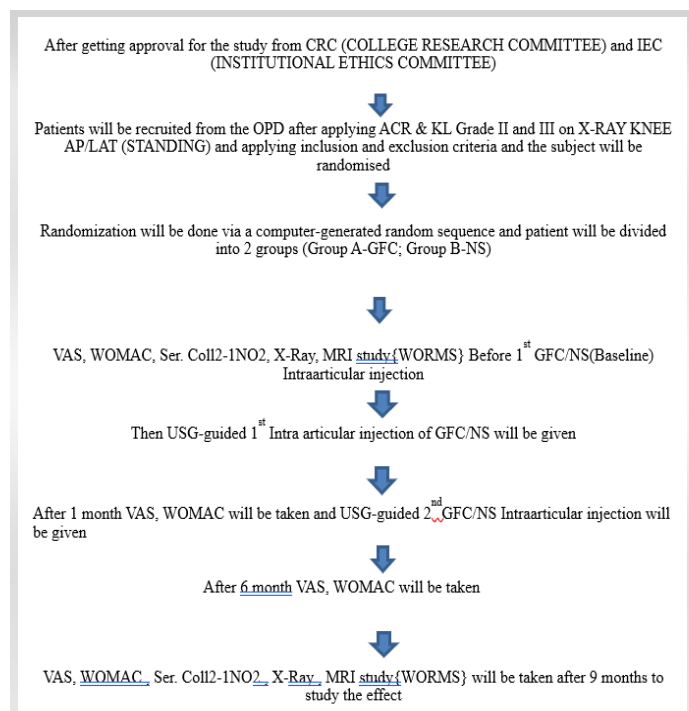 After getting approval for the study from CRC (COLLEGE RESEARCH COMMITTEE) and IEC
(INSTITUTIONAL ETHICS COMMITTEE)
Patients will be recruited from the OPD after applying ACR & KL Grade II and III on X-RAY KNEE
AP/LAT (STANDING) and applying inclusion and exclusion criteria and the subject will be
randomised
Randomization will be done via a computer-generated random sequence and patient will be divided
into 2 groups (Group A-GFC; Group B-NS)
VAS, WOMAC, Ser. Coll2-1NO2, X-Ray, MRI study{WORMS} Before 1st GFC/NS(Baseline)
Intraarticular injection
Then USG-guided 1st Intra articular injection of GFC/NS will be given
After 1 month VAS, WOMAC will be taken and USG-guided 2nd GFC/NS Intraarticular injection will
be given
After 6 month VAS, WOMAC will be taken
VAS, WOMAC, Ser. Coll2-1NO2, X-Ray, MRI study{WORMS} will be taken after 9 months to
study the effect